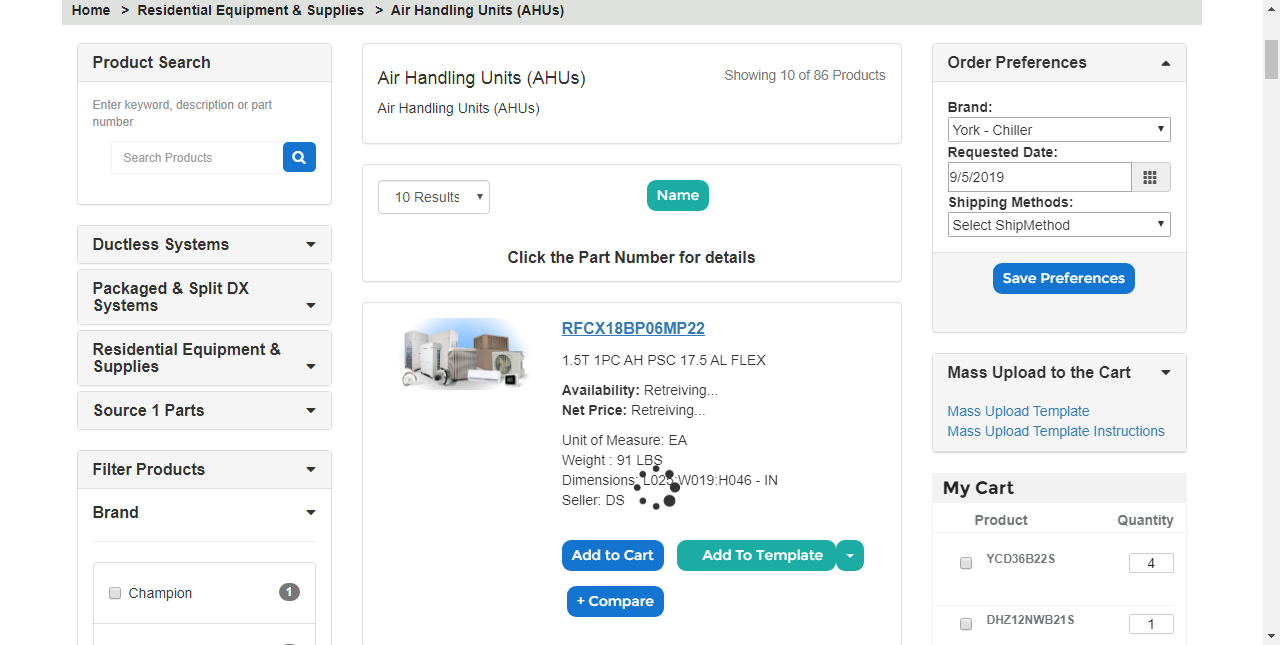 Home > Residential Equipment & Supplies > Air Handling Units (AHUs)
Product Search
Enter keyword, description or part
number
Search Products
Ductless Systems
Packaged & Split DX
Systems
Residential Equipment &
Supplies
Source 1 Parts
Filter Products
Brand
Champion
1
Air Handling Units (AHUs)
Showing 10 of 86 Products
Air Handling Units (AHUs)
10 Results
Name
Click the Part Number for details
RFCX18BP06MP22
1.5T 1PC AH PSC 17.5 AL FLEX
Availability: Retreiving...
Net Price: Retreiving...
Unit of Measure: EA
Weight : 91 LBS
Dimensions: L025:W019:H046 - IN
Seller: DS
Add to Cart
Add To Template
+ Compare
Order Preferences
Brand:
York - Chiller
Requested Date:
9/5/2019
Shipping Methods:
Select ShipMethod
Save Preferences
Mass Upload to the Cart
Mass Upload Template
Mass Upload Template Instructions
My Cart
Product Quantity
YCD36B22S 4
DHZ12NWB21S 1